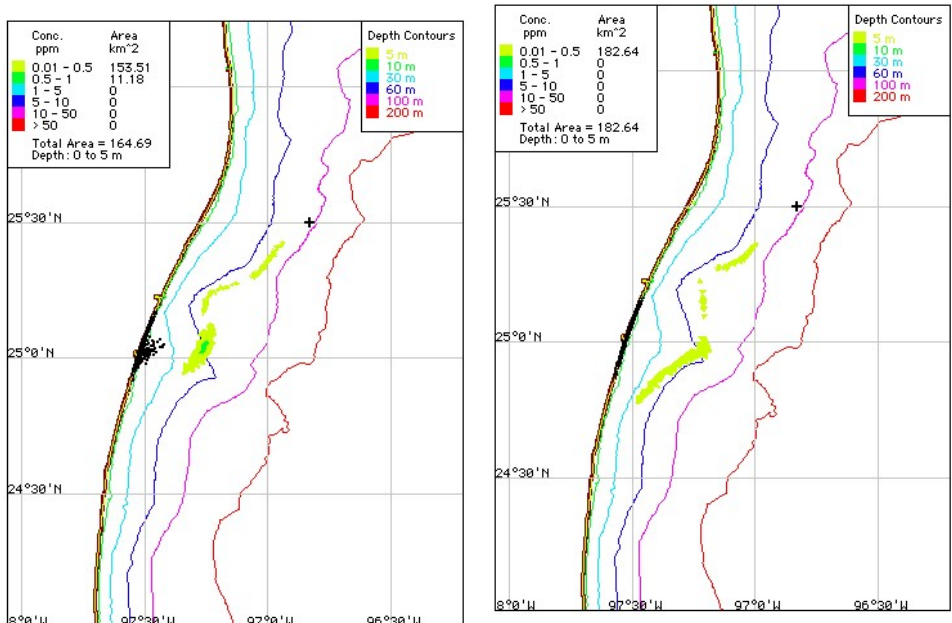 Conc. Area
ppm km^2
0.01 - 0.5 153.51
0.5 - 1 11.18
1 - 5 0
5 - 10 0
10 - 50 0
> 50 0
Total Area = 164.69
Depth: 0 to 5 m
Depth Contours
5 m
10 m
30 m
60 m
100 m
200 m
25°30'N
25°0'N
24°30'N
8°0'W
97°30'W
97°0'W
96°30'W
Conc. Area
ppm km^2
0.01 - 0.5 182.64
0.5 - 1 0
1 - 5 0
5 - 10 0
10 - 50 0
> 50 0
Total Area = 182.64
Depth: 0 to 5 m
Depth Contours
5 m
10 m
30 m
60 m
100 m
200 m
25°30'N
25°0'N
24°30'N
8°0'W
97°30'W
97°0'W
96°30'W